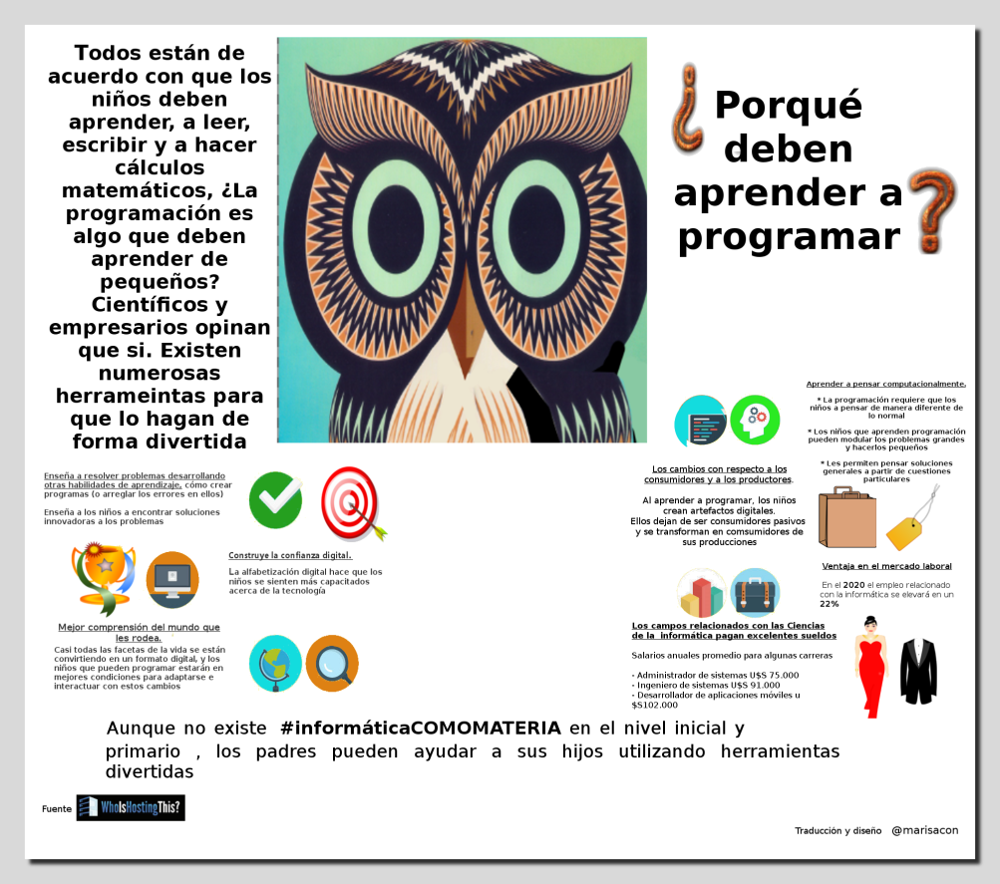 Todos están de
acuerdo con que los
niños deben
aprender, a leer,
escribir y a hacer
cálculos
matemáticos, ¿La
programación es
algo que deben
aprender de
pequeños?
Científicos y
empresarios opinan
que si. Existen
numerosas
herrameintas para
que lo hagan de
forma divertida
¿Porqué
deben
aprender a
programar?
Aprender a pensar computacionalmente.
* La programación requiere que los
niños a pensar de manera diferente de
lo normal
* Los niños que aprenden programación
pueden modular los problemas grandes
y hacerlos pequeños
* Les permiten pensar soluciones
generales a partir de cuestiones
particulares
Enseña a resolver problemas desarrollando
otras habilidades de aprendizaje, cómo crear
programas (o arreglar los errores en ellos)
Enseña a los niños a encontrar soluciones
innovadoras a los problemas
Los cambios con respecto a los
consumidores y a los productores.
Al aprender a programar, los niños
crean artefactos digitales.
Ellos dejan de ser consumidores pasivos
y se transforman en comsumidores de
sus producciones
Construye la confianza digital.
La alfabetización digital hace que los
niños se sienten más capacitados
acerca de la tecnología
Ventaja en el mercado laboral
En el 2020 el empleo relacionado
con la informática se elevará en un
22%
Mejor comprensión del mundo que
les rodea.
Casi todas las facetas de la vida se están
convirtiendo en un formato digital, y los
niños que pueden programar estarán en
mejores condiciones para adaptarse e
interactuar con estos cambios
Los campos relacionados con las Ciencias
de la informática pagan excelentes sueldos
Salarios anuales promedio para algunas carreras
- Administrador de sistemas U$S 75.000
- Ingeniero de sistemas U$S 91.000
- Desarrollador de aplicaciones móviles u
$S102.000
Aunque no existe #informáticaCOMOMATERIA en el nivel inicial y
primario , los padres pueden ayudar a sus hijos utilizando herramientas
divertidas
Fuente WhoIsHostingThis?
Traducción y diseño @marisacon